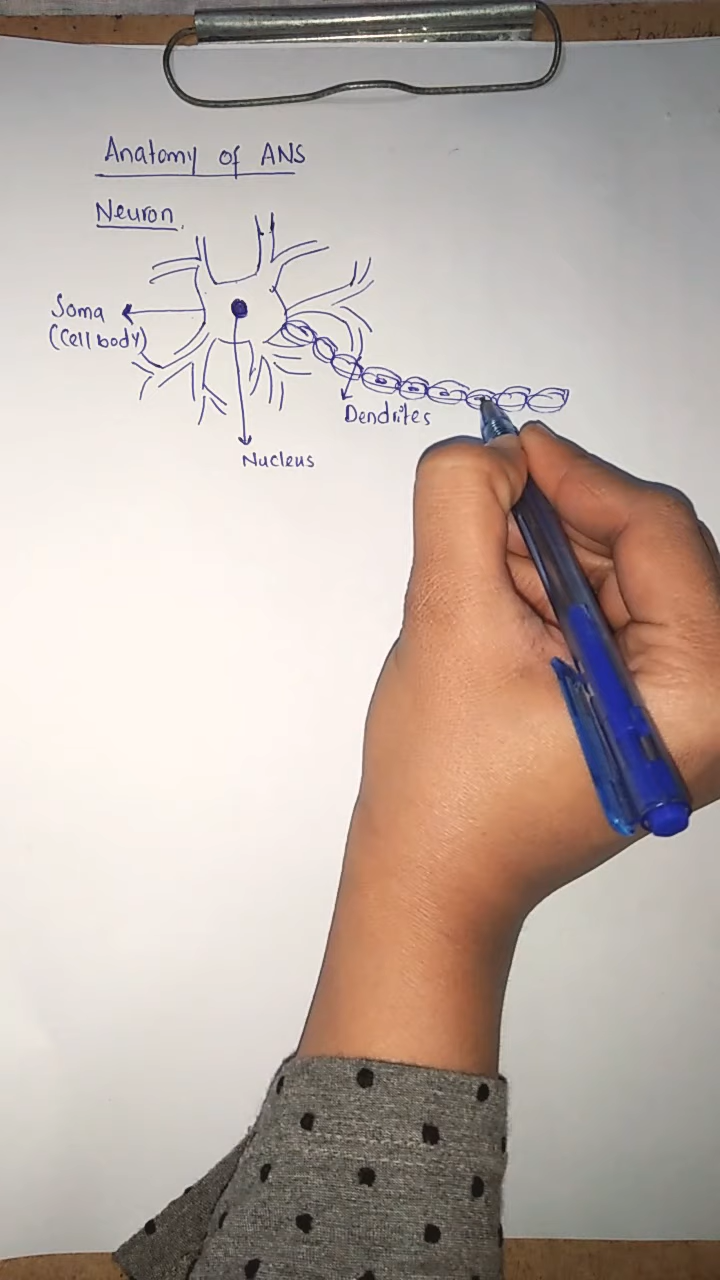 Anatomy of ANS
Neuron.
Soma
(Cell body)
Dendrites
Nucleus